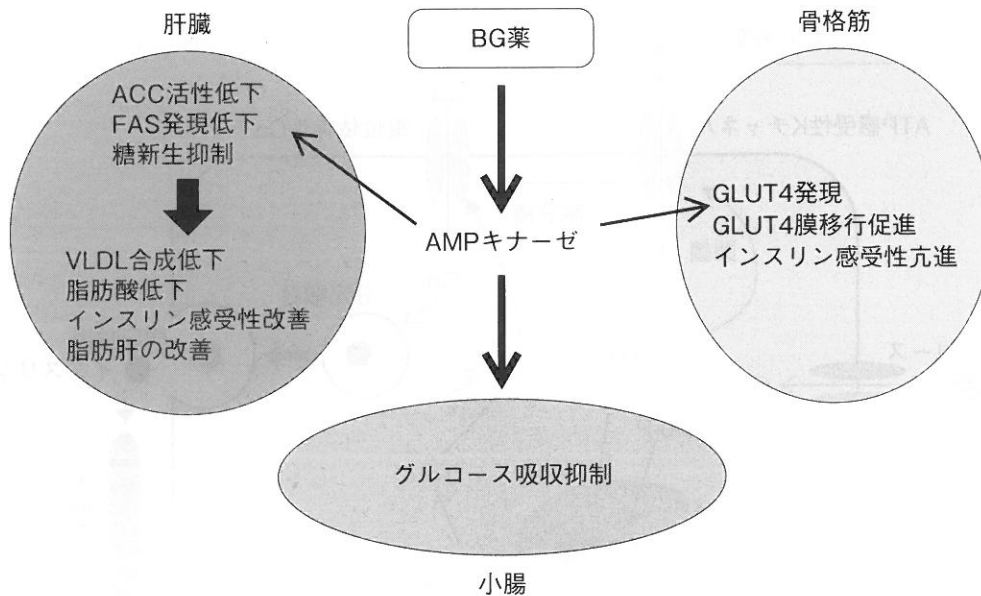 肝臓
BG薬
骨格筋
ACC活性低下
FAS発現低下
糖新生抑制
VLDL合成低下
脂肪酸低下
インスリン感受性改善
脂肪肝の改善
AMPキナーゼ
GLUT4発現
GLUT4膜移行促進
インスリン感受性亢進
グルコース吸収抑制
小腸